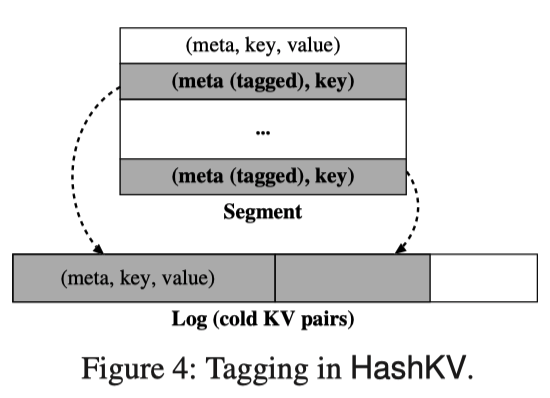 (meta, key, value)
(meta (tagged), key)
...
(meta (tagged), key)
Segment
(meta, key, value)
Log (cold KV pairs)
Figure 4: Tagging in HashKV.